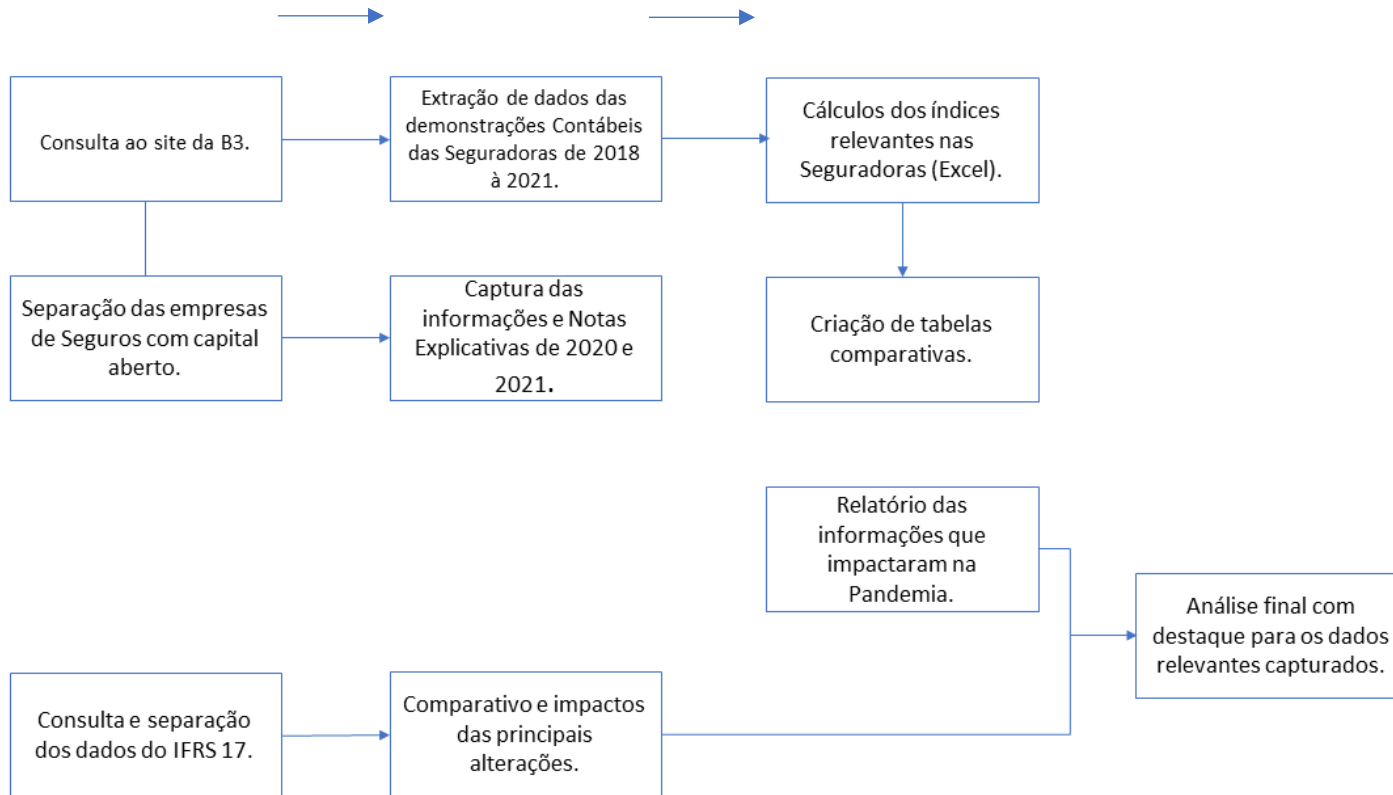 Consulta ao site da B3.
Extração de dados das
demonstrações Contábeis
das Seguradoras de 2018
à 2021.
Cálculos dos índices
relevantes nas
Seguradoras (Excel).
Separação das empresas
de Seguros com capital
aberto.
Captura das
informações e Notas
Explicativas de 2020 e
2021.
Criação de tabelas
comparativas.
Relatório das
informações que
impactaram na
Pandemia.
Análise final com
destaque para os dados
relevantes capturados.
Consulta e separação
dos dados do IFRS 17.
Comparativo e impactos
das principais
alterações.